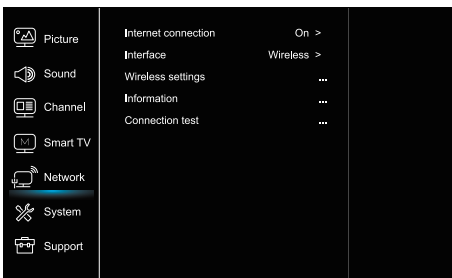 Picture
Sound
Channel
M
Smart TV
Network
System
Support
Internet connection On >
Interface Wireless >
Wireless settings ...
Information ...
Connection test ...